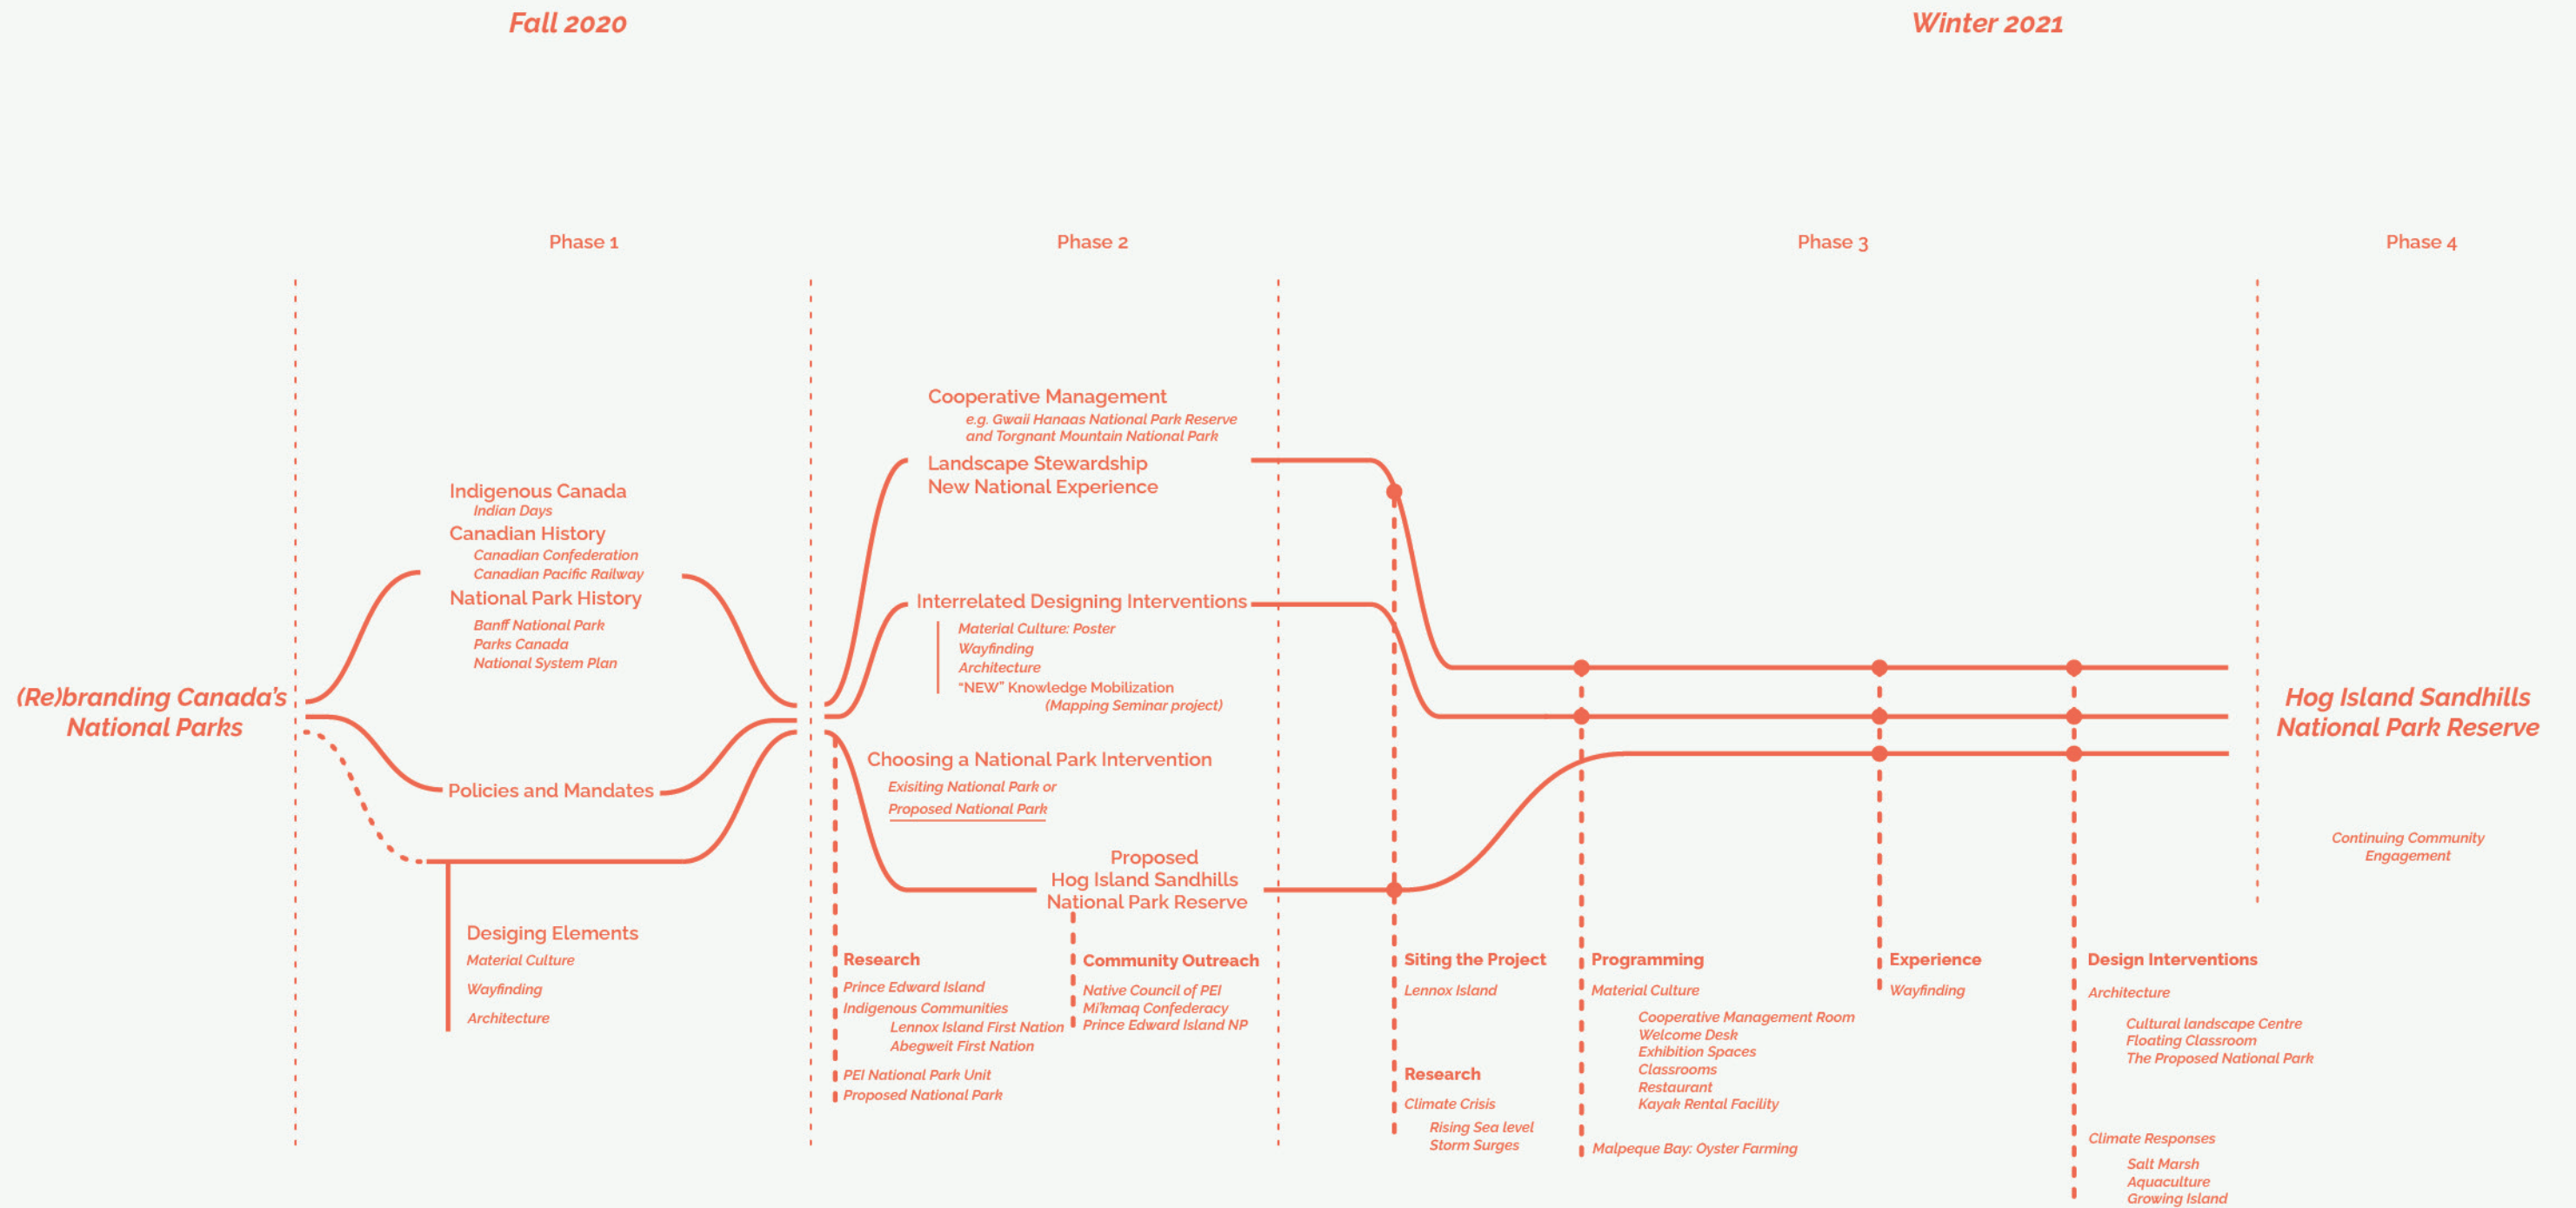 Fall 2020
Winter 2021
Phase 1
Phase 2
Phase 3
Phase 4
(Re)branding Canada's
National Parks
Indigenous Canada
Indian Days
Canadian History
Canadian Confederation
Canadian Pacific Railway
National Park History
Banff National Park
Parks Canada
National System Plan
Policies and Mandates
Desiging Elements
Material Culture
Wayfinding
Architecture
Cooperative Management
e.g. Gwaii Hanaas National Park Reserve
and Torgnant Mountain National Park
Landscape Stewardship
New National Experience
Interrelated Designing Interventions
Material Culture: Poster
Wayfinding
Architecture
“NEW” Knowledge Mobilization
(Mapping Seminar project)
Choosing a National Park Intervention
Exisiting National Park or
Proposed National Park
Proposed
Hog Island Sandhills
National Park Reserve
Research
Prince Edward Island
Indigenous Communities
Lennox Island First Nation
Abegweit First Nation
PEI National Park Unit
Proposed National Park
Community Outreach
Native Council of PEI
Mi'kmaq Confederacy
Prince Edward Island NP
Siting the Project
Lennox Island
Research
Climate Crisis
Rising Sea level
Storm Surges
Programming
Material Culture
Cooperative Management Room
Welcome Desk
Exhibition Spaces
Classrooms
Restaurant
Kayak Rental Facility
Malpeque Bay: Oyster Farming
Experience
Wayfinding
Design Interventions
Architecture
Cultural landscape Centre
Floating Classroom
The Proposed National Park
Climate Responses
Salt Marsh
Aquaculture
Growing Island
Hog Island Sandhills
National Park Reserve
Continuing Community
Engagement